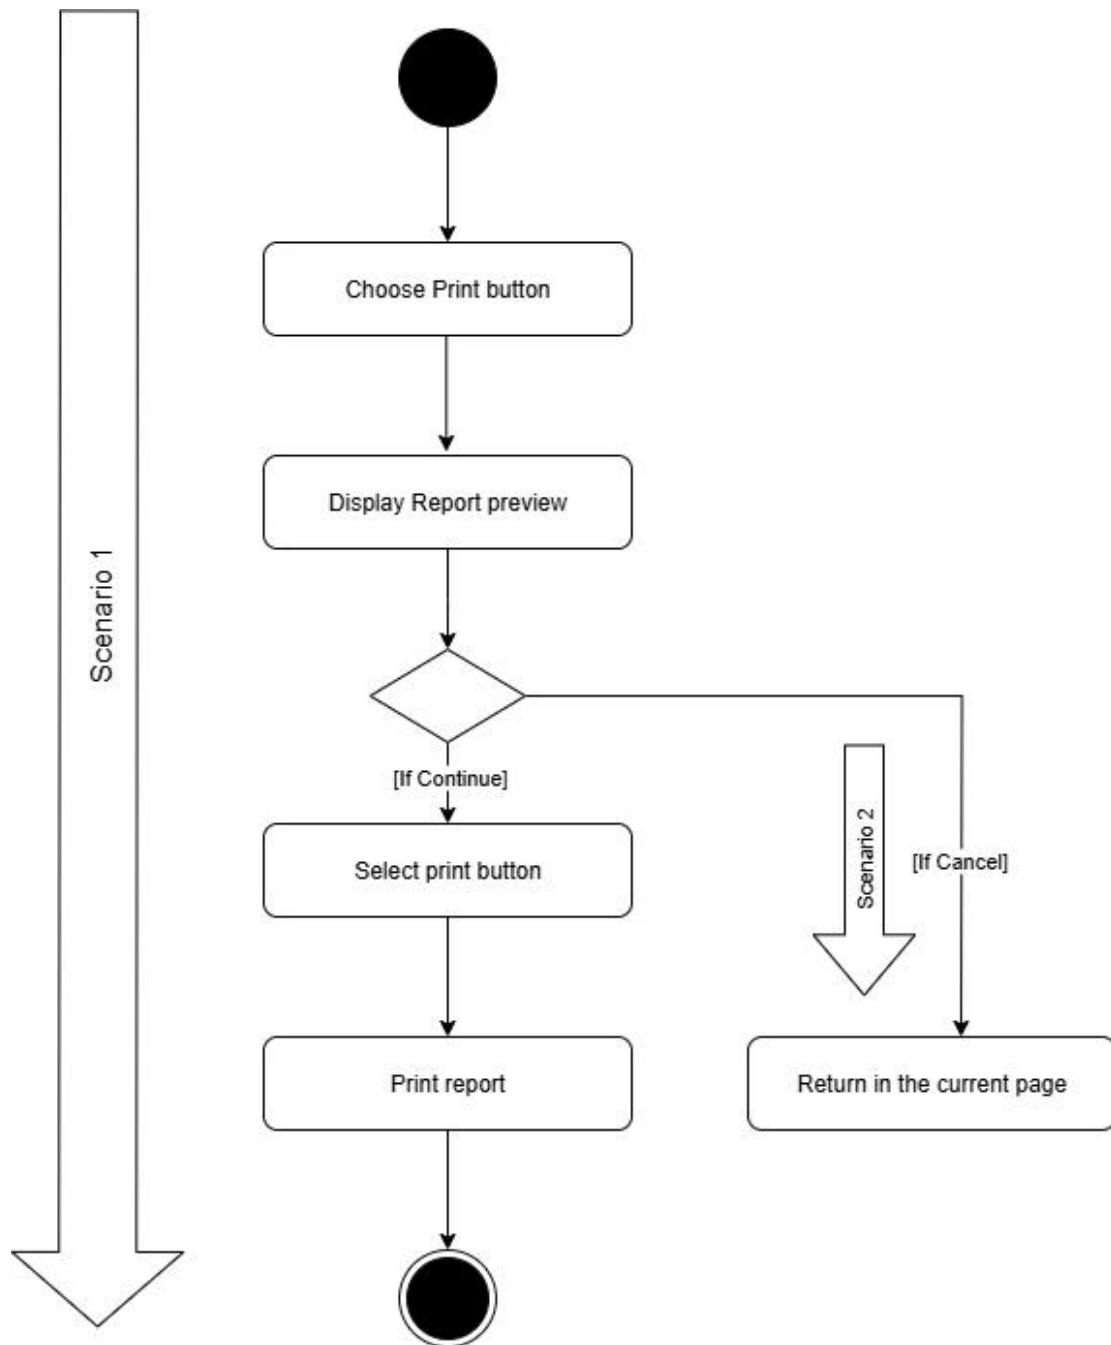 Choose Print button
Display Report preview
Scenario 1
[If Continue]
Scenario 2
[If Cancel]
Select print button
Print report
Return in the current page